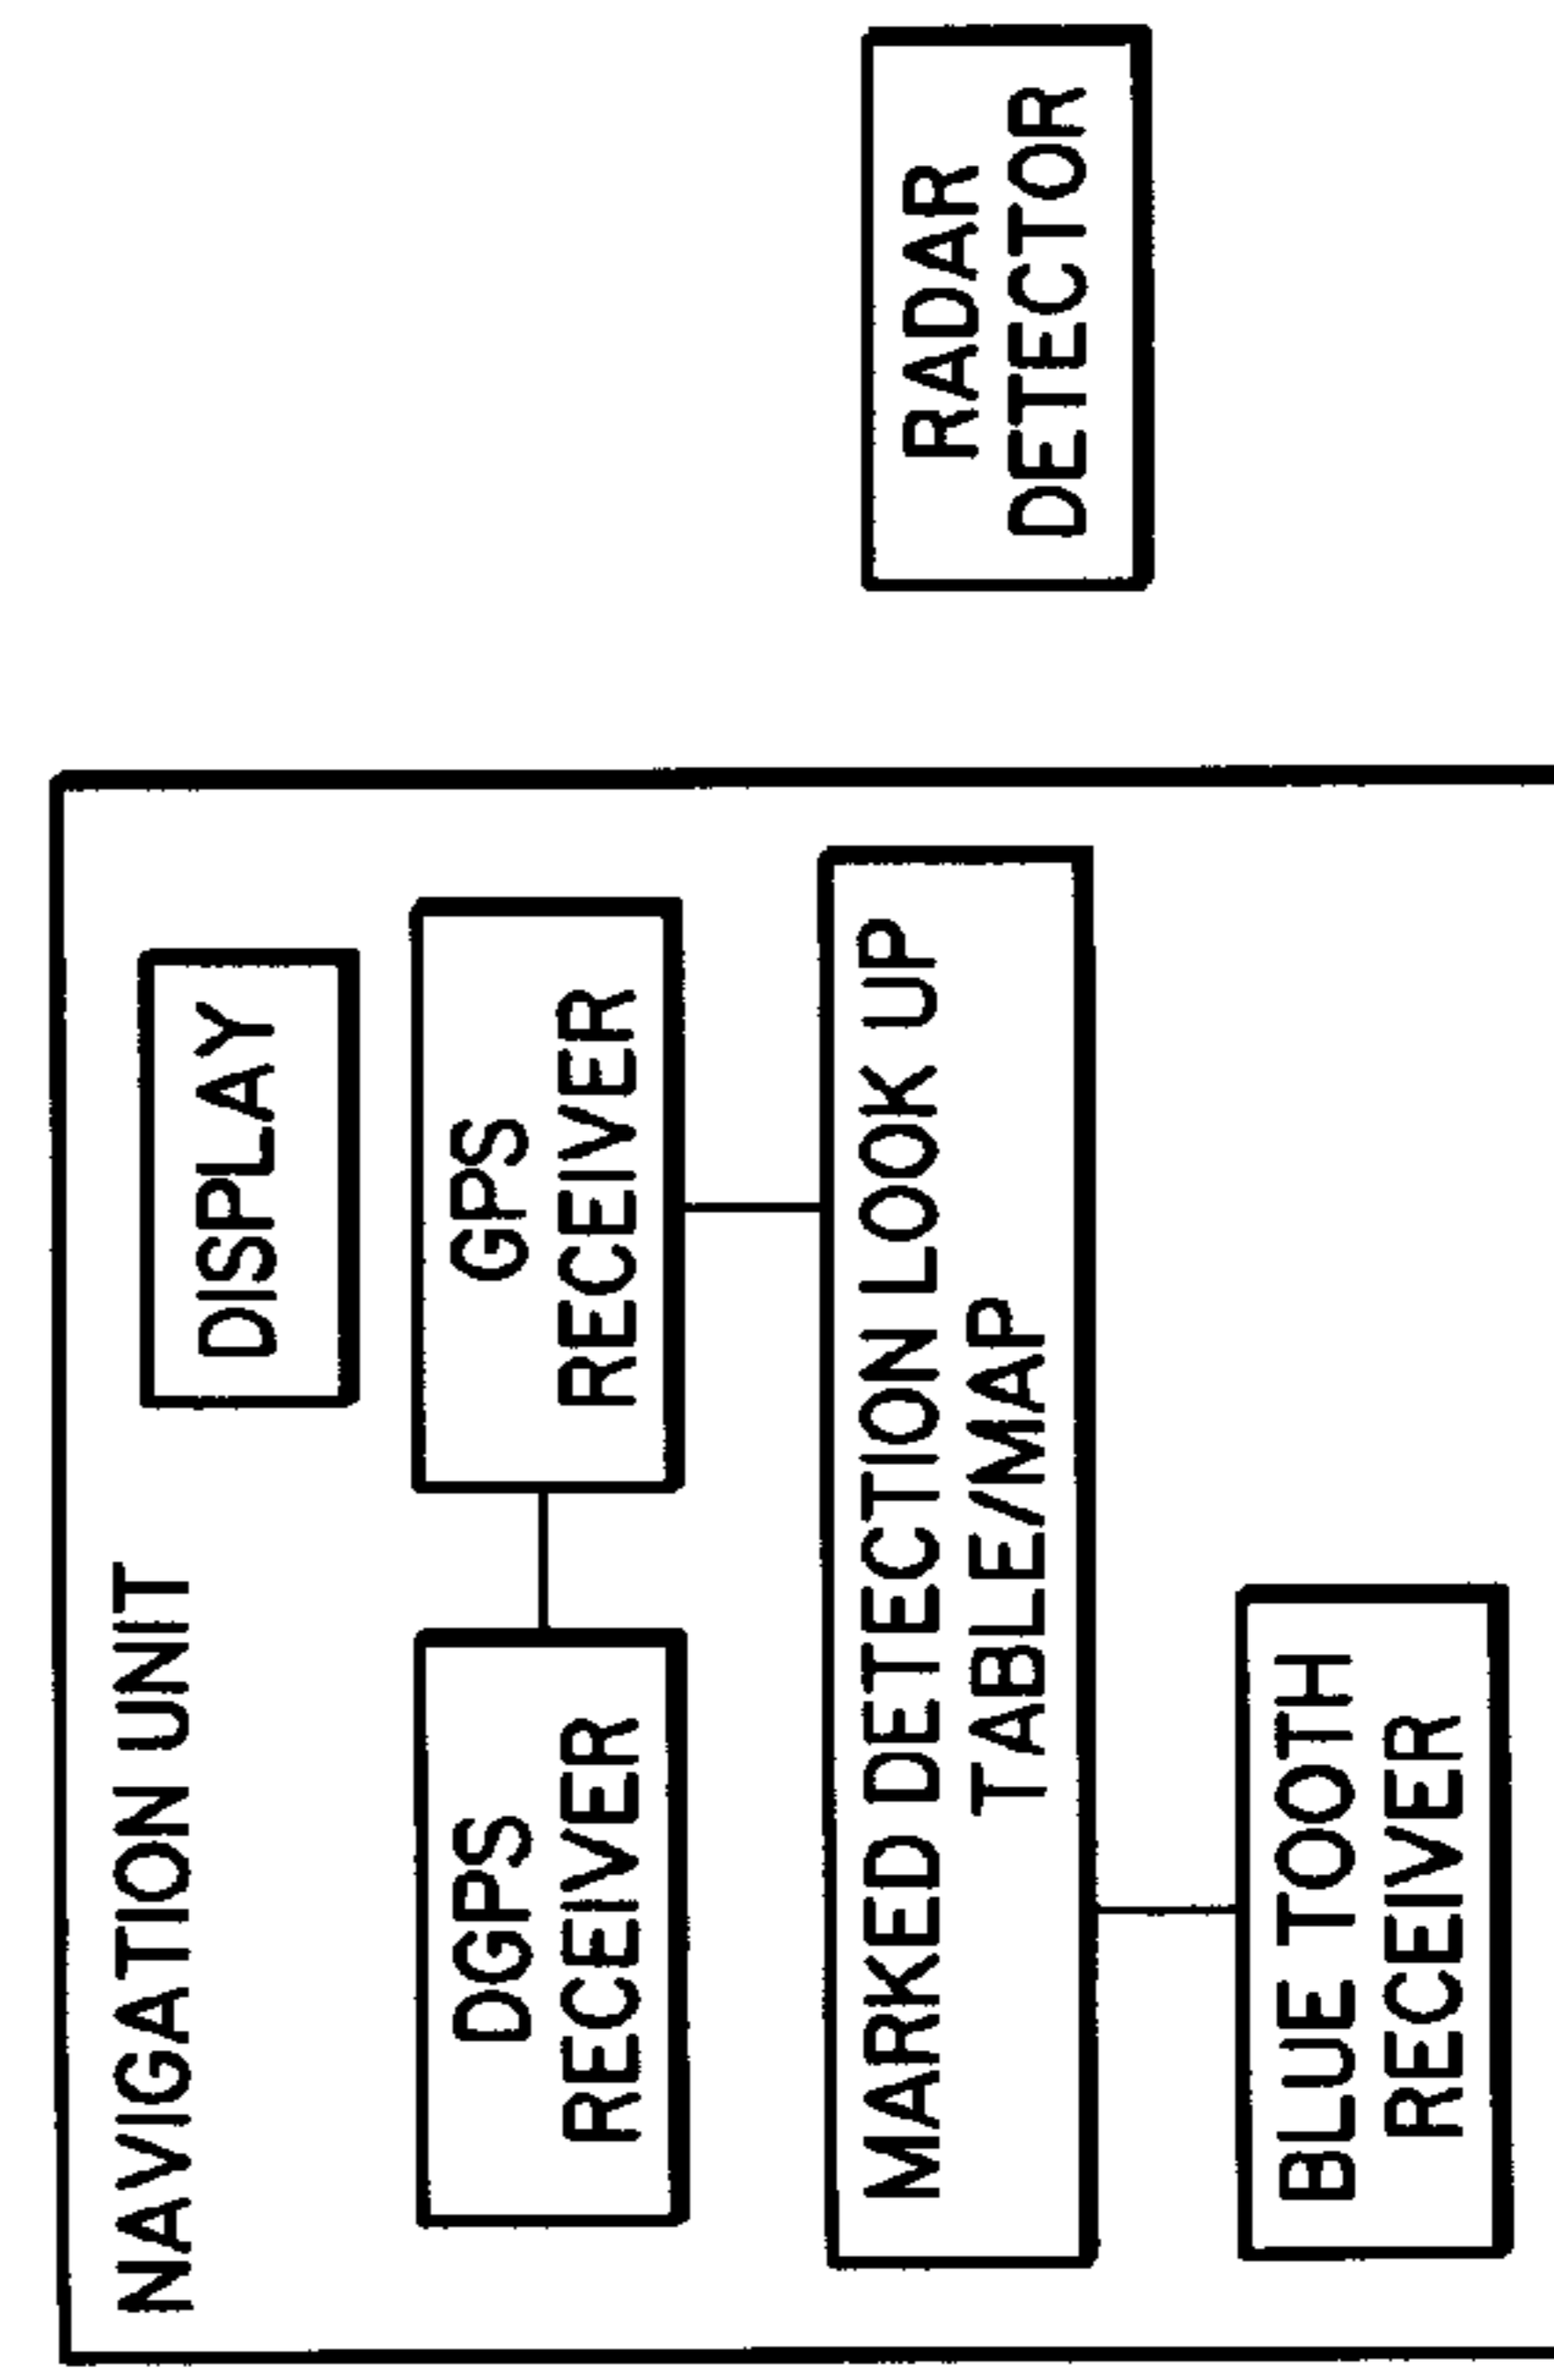 NAVIGATION UNIT
DISPLAY
DGPS
RECEIVER
GPS
RECEIVER
MARKED DETECTION LOOK UP
TABLE/MAP
BLUE TOOTH
RECEIVER
RADAR
DETECTOR